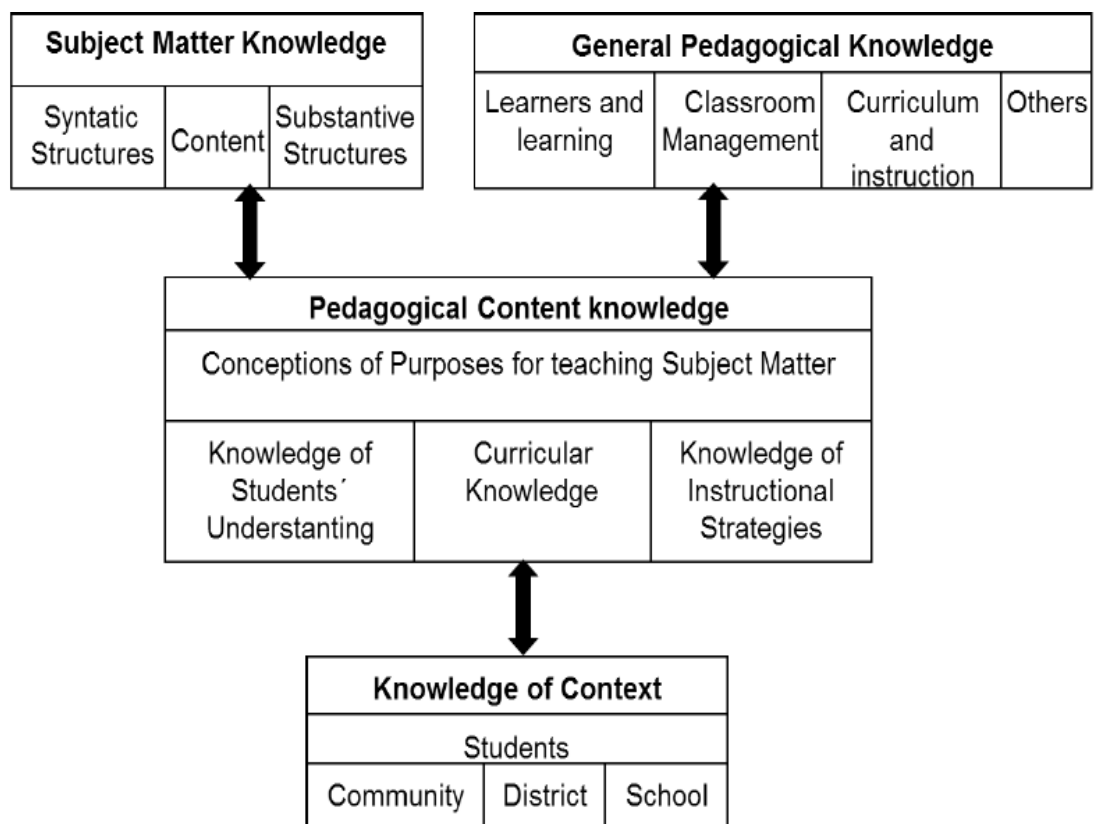 Subject Matter Knowledge
Syntatic
Structures
Content
Substantive
Structures
General Pedagogical Knowledge
Learners and
learning
Classroom
Management
Curriculum
and
instruction
Others
Pedagogical Content knowledge
Conceptions of Purposes for teaching Subject Matter
Knowledge of
Students´
Understanting
Curricular
Knowledge
Knowledge of
Instructional
Strategies
Knowledge of Context
Students
Community
District
School